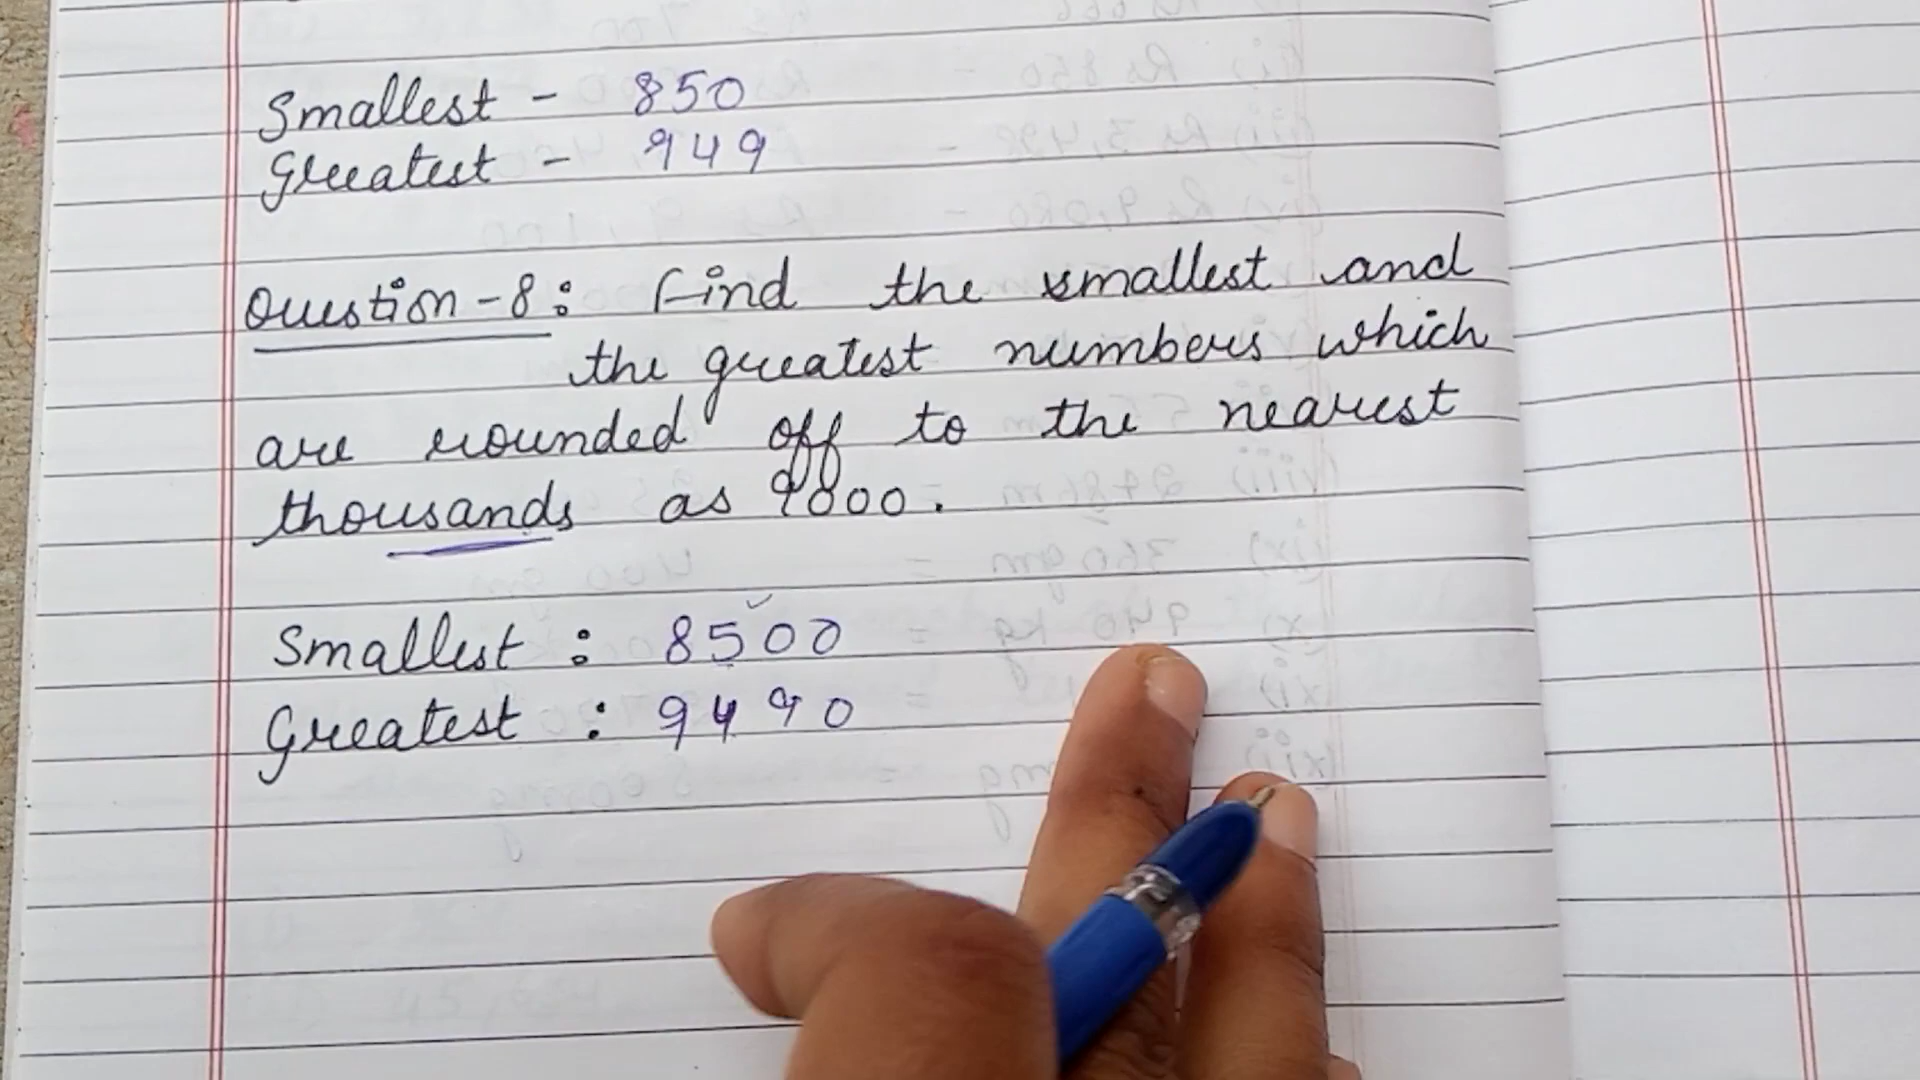 Smallest - 850
Greatest - 949
Question-8: Find the smallest and
the greatest numbers which
are rounded off to the nearest
thousands as 9000.
Smallest : 8500
Greatest : 9490